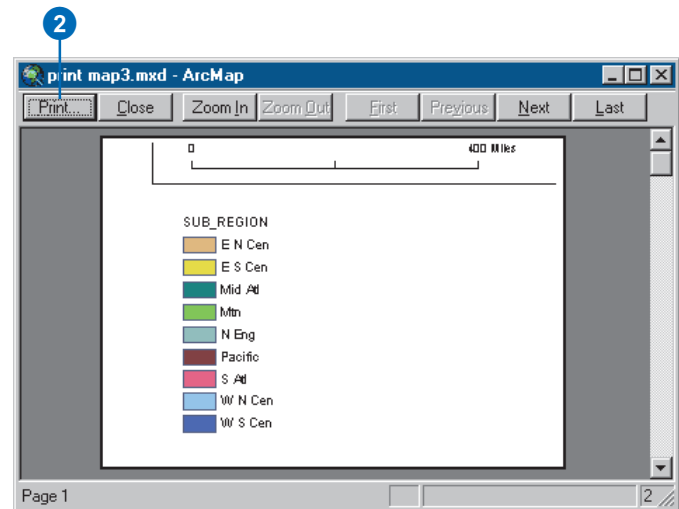 2
print map3.mxd - ArcMap
Print... Close Zoom In Zoom Out First Previous Next Last
0 400 Miles
SUB_REGION
E N Cen
E S Cen
Mid Atl
Mtn
N Eng
Pacific
S Atl
W N Cen
W S Cen
Page 1 2